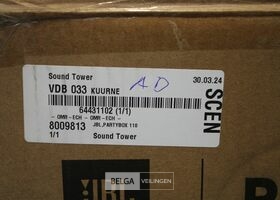 Sound Tower
AD
30.03.24
VDB 033 KUURNE
SCEN
64431102 (1/1)
- OMR - ECH - - OMR - ECH -
8009813 JBL,PARTYBOX 110
1/1 Sound Tower
JBL
BELGA VEILINGEN